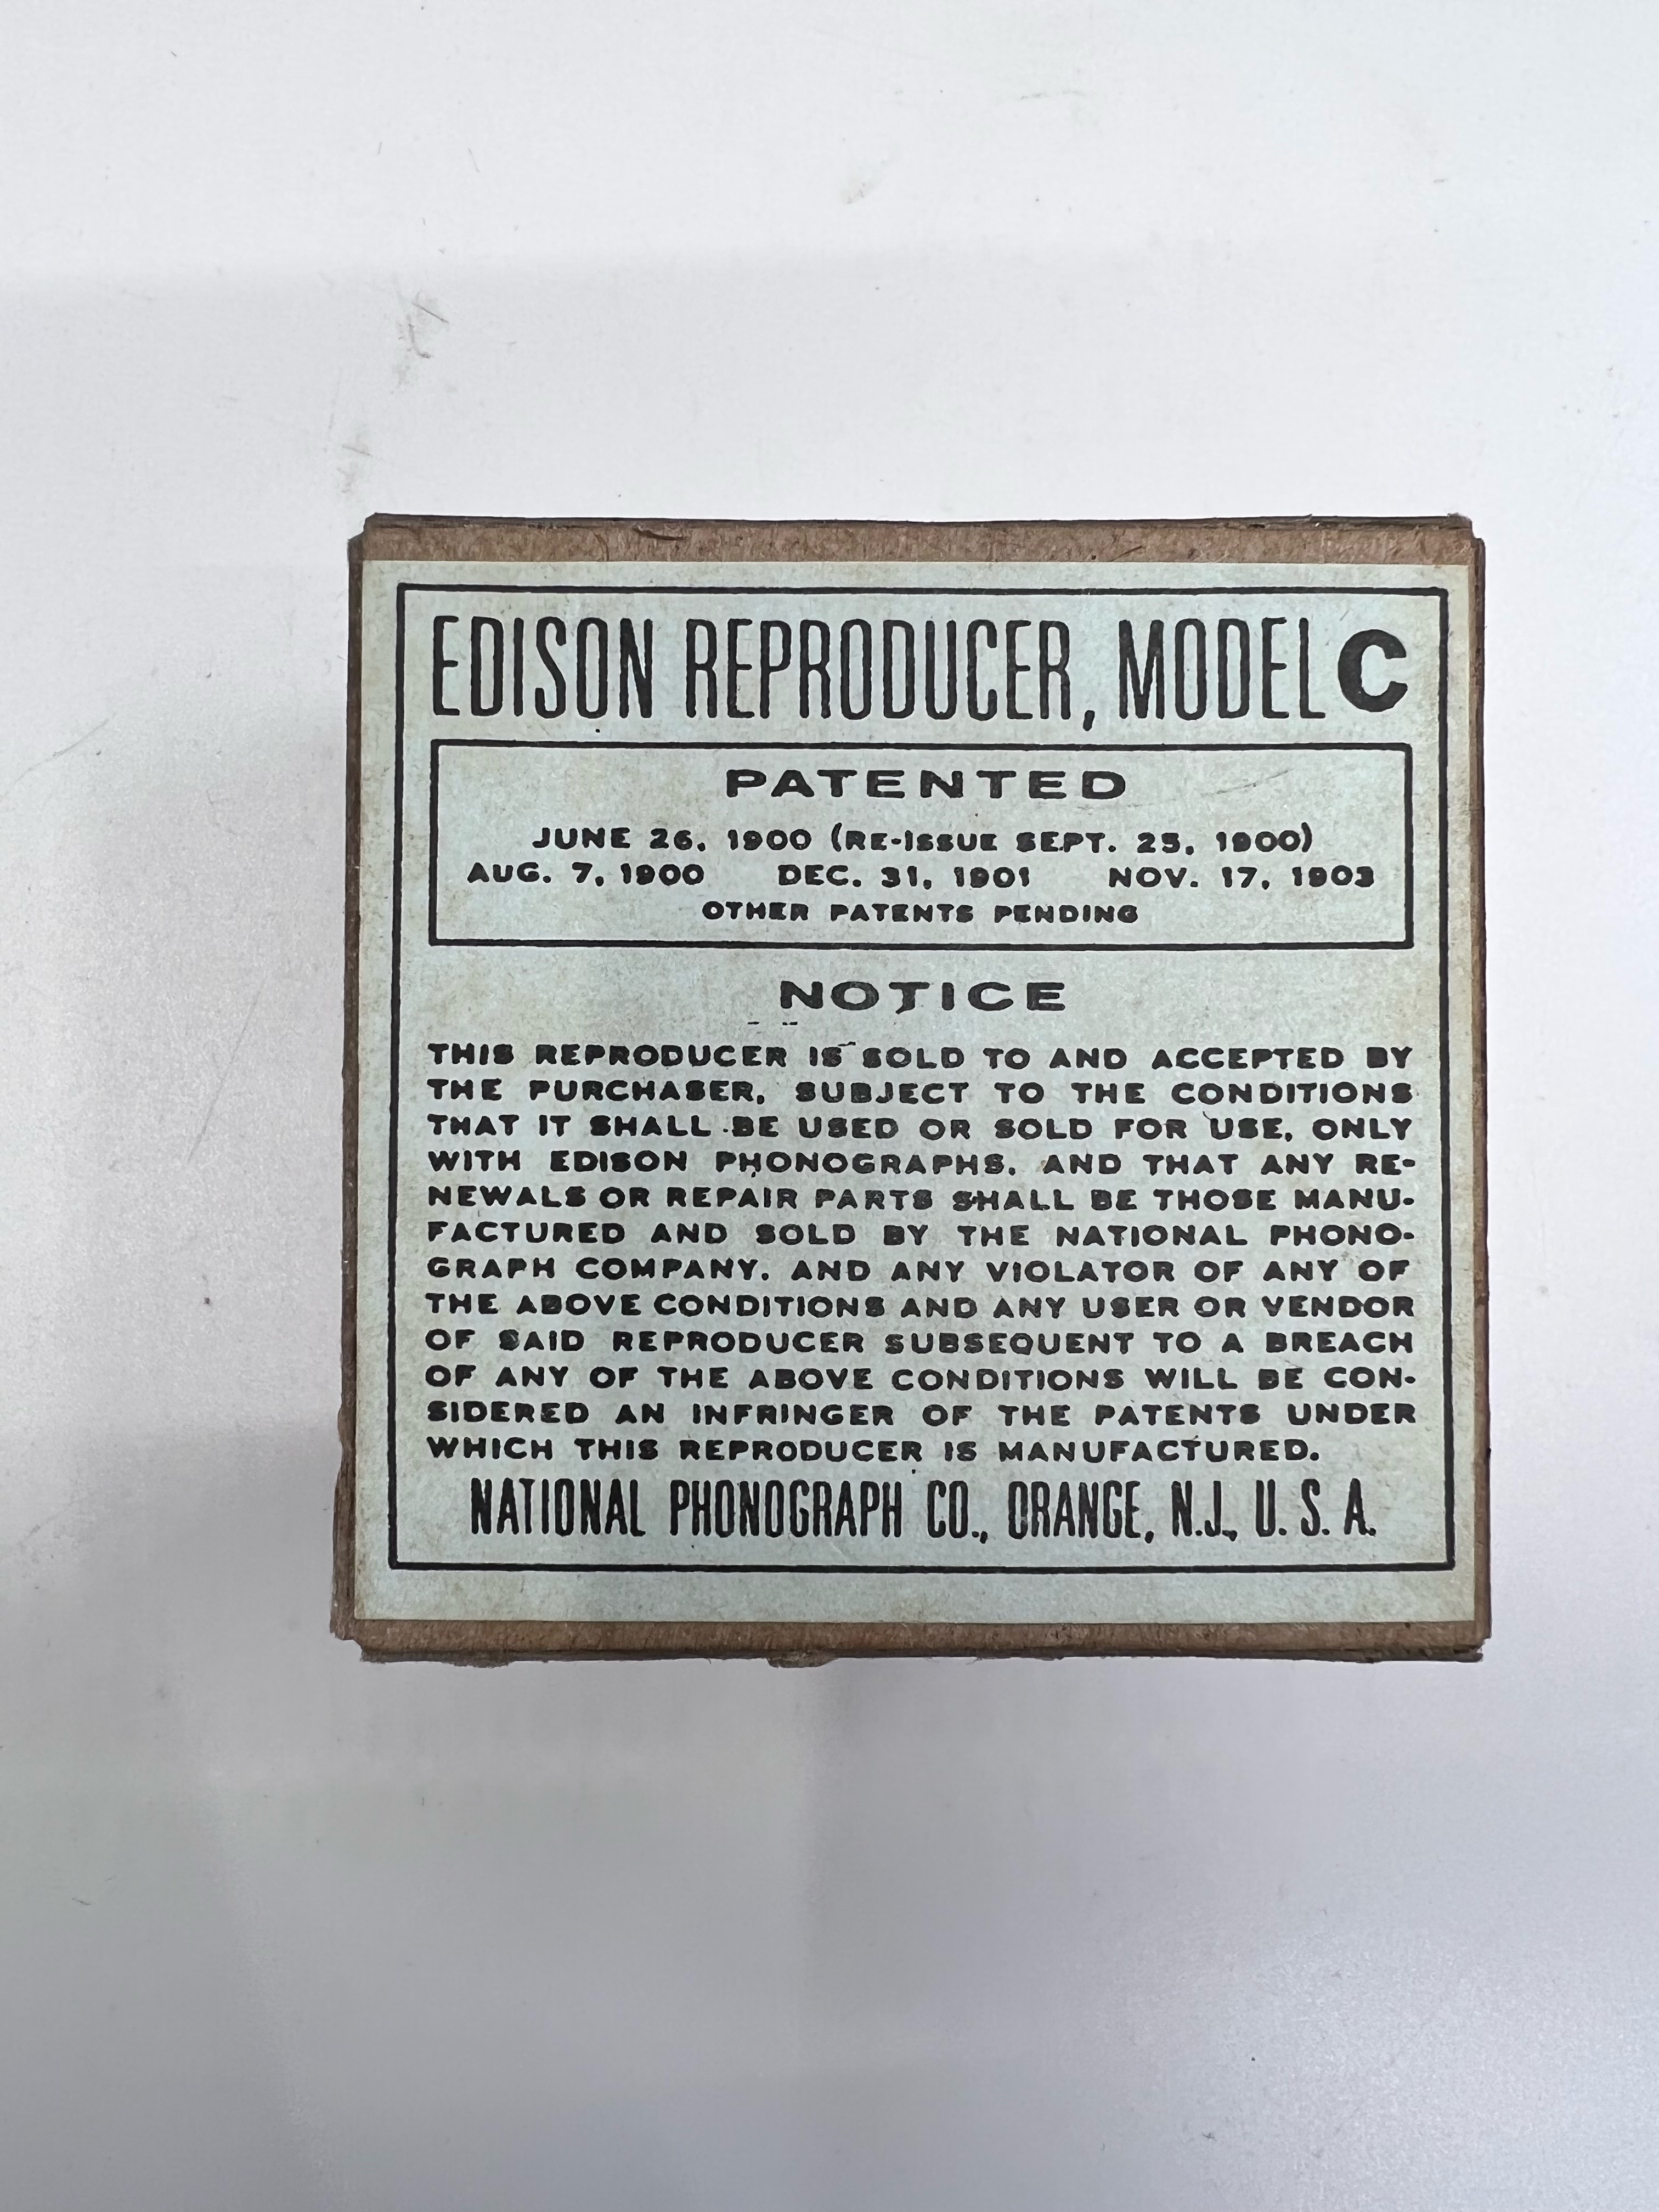 EDISON REPRODUCER, MODEL C
PATENTED
JUNE 26, 1900 (RE-ISSUE SEPT. 25, 1900)
AUG. 7, 1900 DEC. 31, 1901 NOV. 17, 1903
OTHER PATENTS PENDING
NOTICE
THIS REPRODUCER IS SOLD TO AND ACCEPTED BY
THE PURCHASER, SUBJECT TO THE CONDITIONS
THAT IT SHALL BE USED OR SOLD FOR USE, ONLY
WITH EDISON PHONOGRAPHS, AND THAT ANY RE-
NEWALS OR REPAIR PARTS SHALL BE THOSE MANU-
FACTURED AND SOLD BY THE NATIONAL PHONO-
GRAPH COMPANY, AND ANY VIOLATOR OF ANY OF
THE ABOVE CONDITIONS AND ANY USER OR VENDOR
OF SAID REPRODUCER SUBSEQUENT TO A BREACH
OF ANY OF THE ABOVE CONDITIONS WILL BE CON-
SIDERED AN INFRINGER OF THE PATENTS UNDER
WHICH THIS REPRODUCER IS MANUFACTURED.
NATIONAL PHONOGRAPH CO., ORANGE, N.J., U. S. A.